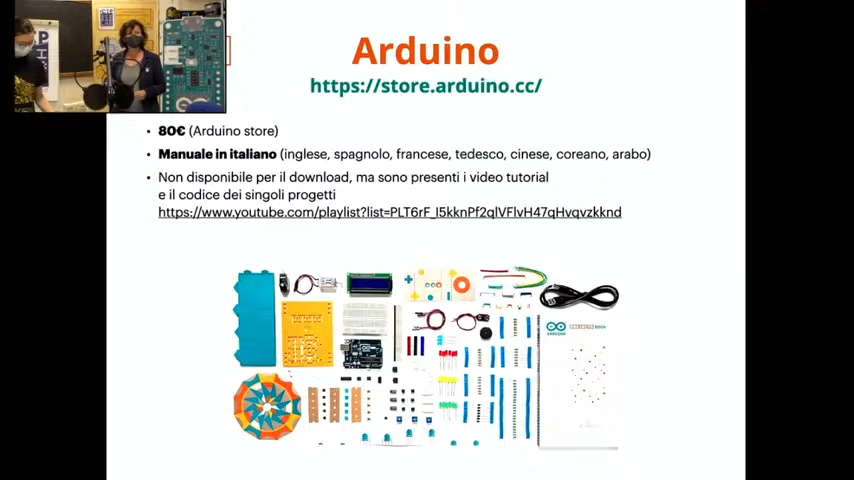 Arduino
https://store.arduino.cc/
• 80€ (Arduino store)
• Manuale in italiano (inglese, spagnolo, francese, tedesco, cinese, coreano, arabo)
• Non disponibile per il download, ma sono presenti i video tutorial
e il codice dei singoli progetti
https://www.youtube.com/playlist?list=PLT6rF_I5kknPf2qlVFlvH47qHvqvzkknd